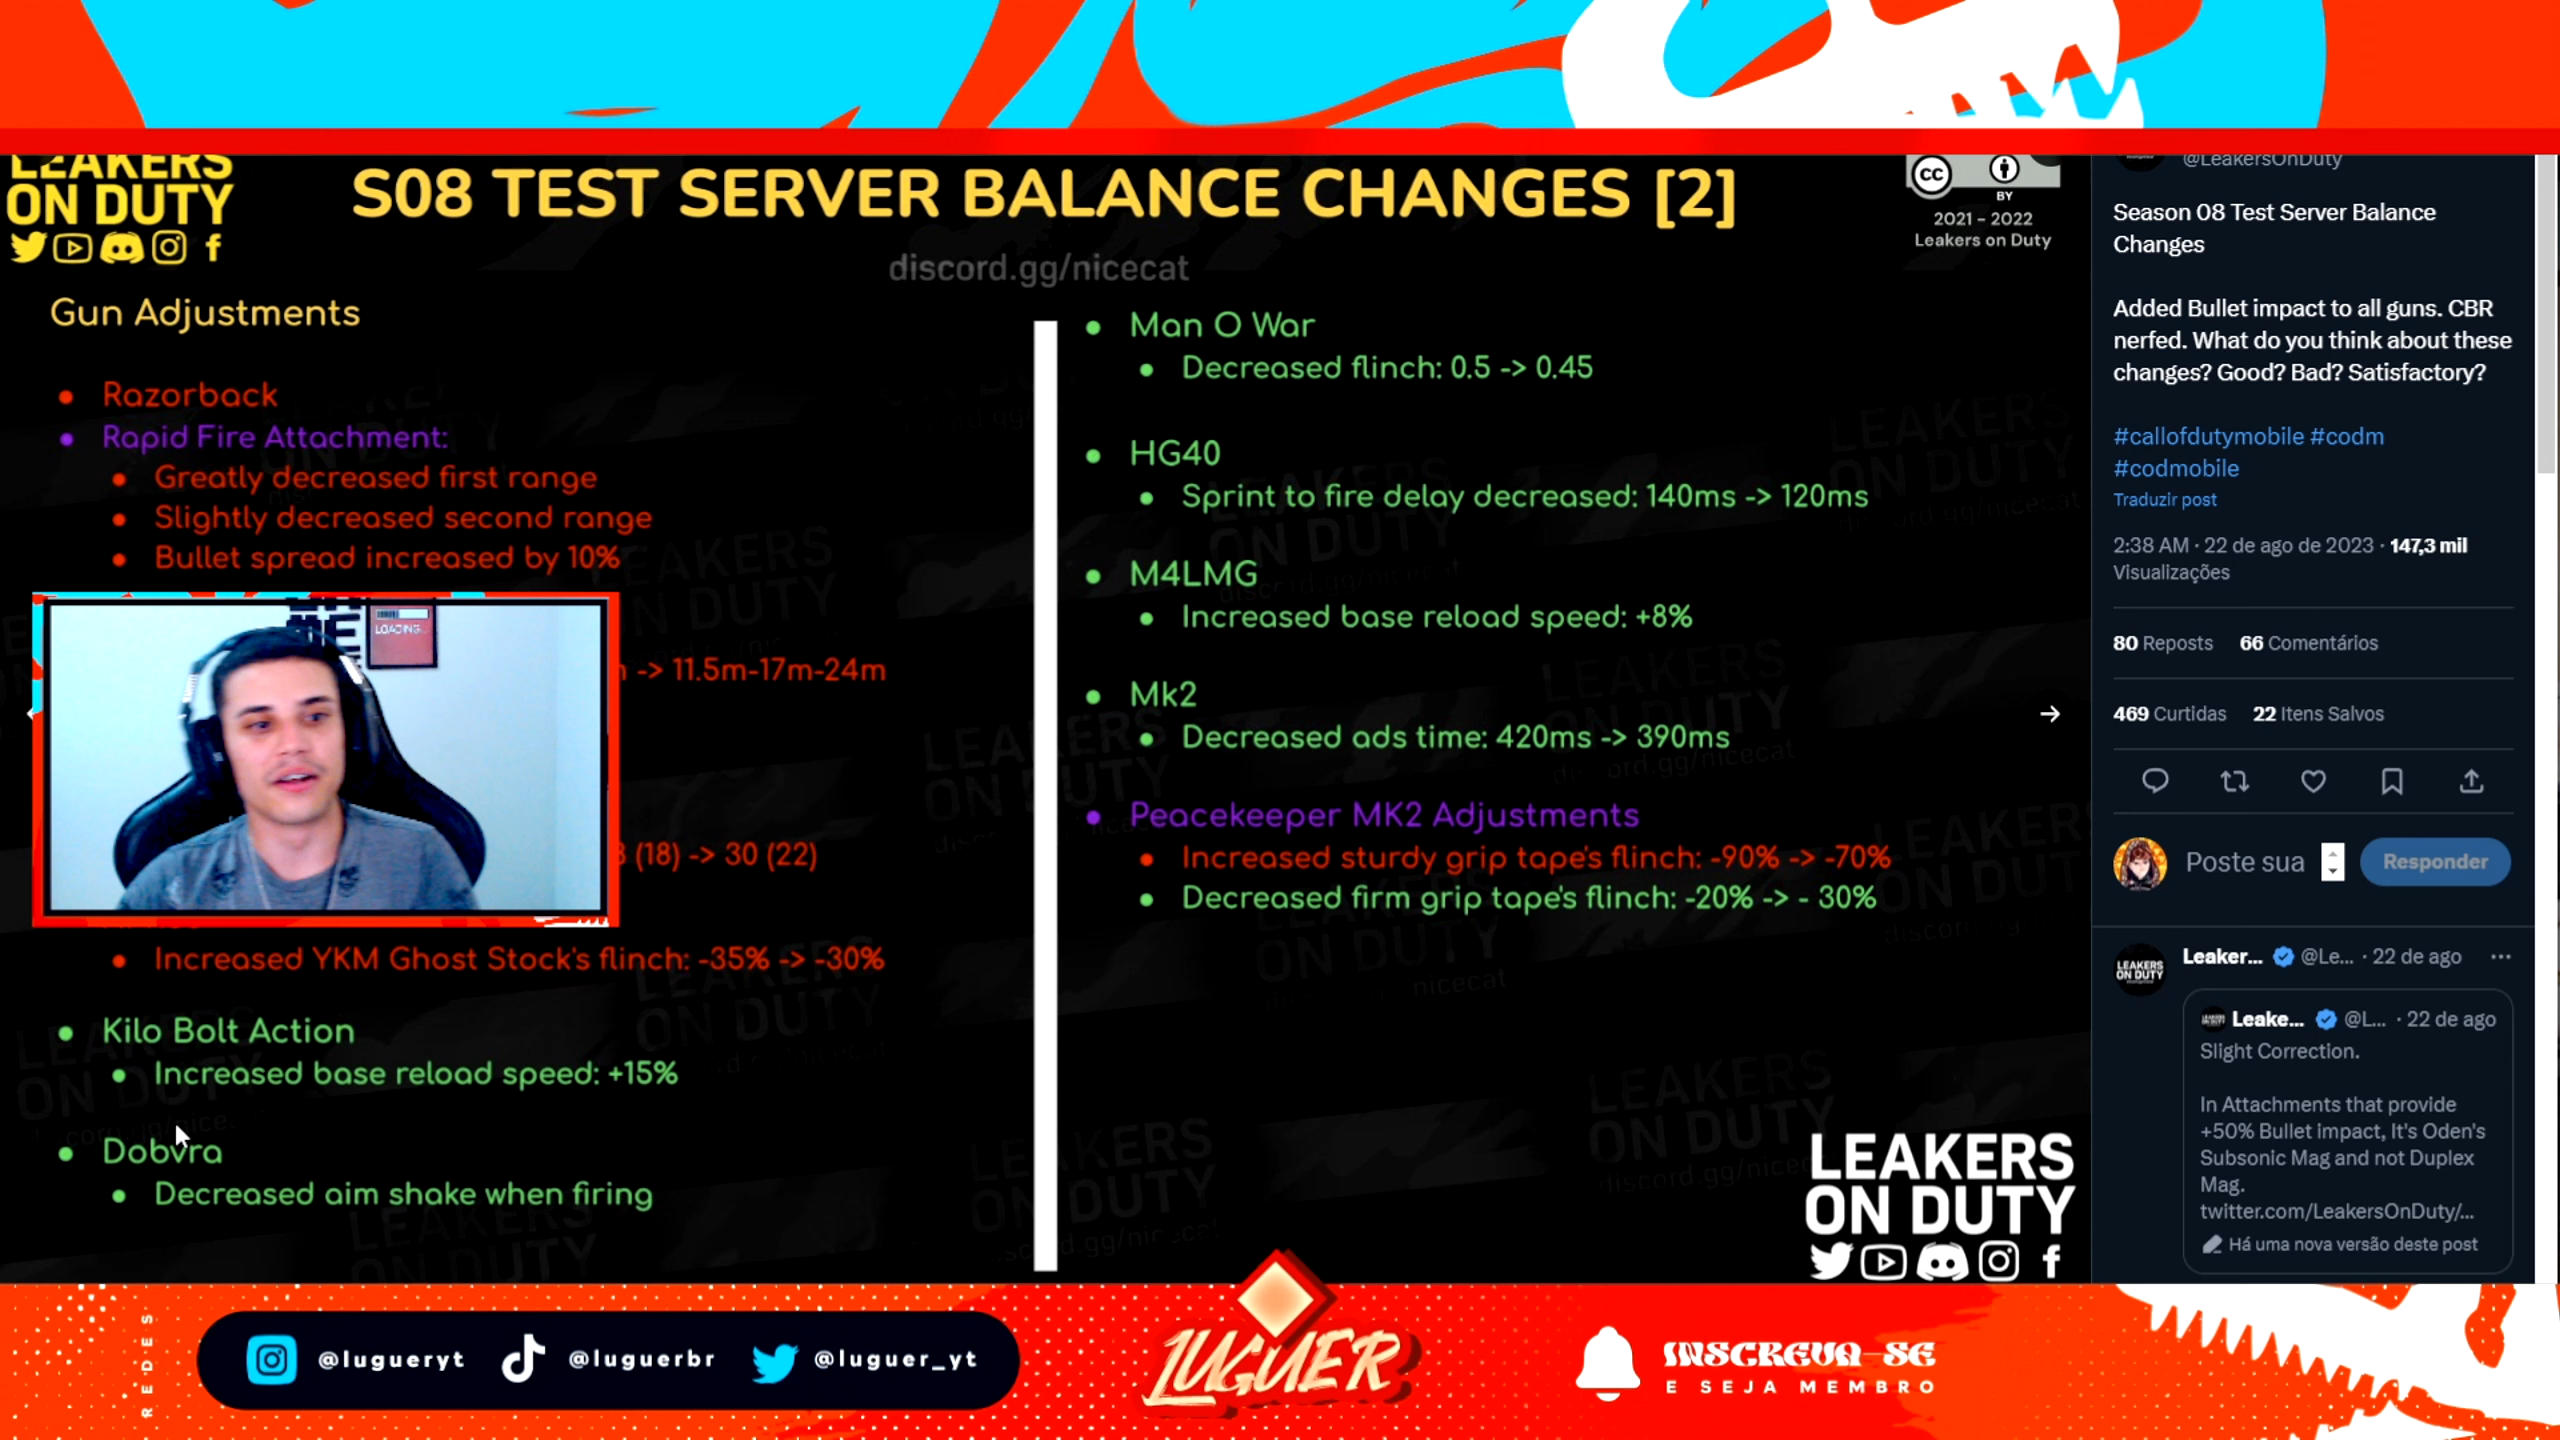 LEAKERS
ON DUTY
S08 TEST SERVER BALANCE CHANGES [2]
discord.gg/nicecat
cc
BY
2021 - 2022
Leakers on Duty
Gun Adjustments
Razorback
Rapid Fire Attachment:
Greatly decreased first range
Slightly decreased second range
Bullet spread increased by 10%
-> 11.5m-17m-24m
(18) -> 30 (22)
Increased YKM Ghost Stock's flinch: -35% -> -30%
Kilo Bolt Action
Increased base reload speed: +15%
Dobvra
Decreased aim shake when firing
LOADING...
Man O War
Decreased flinch: 0.5 -> 0.45
HG40
Sprint to fire delay decreased: 140ms -> 120ms
M4LMG
Increased base reload speed: +8%
Mk2
Decreased ads time: 420ms -> 390ms
Peacekeeper MK2 Adjustments
Increased sturdy grip tape's flinch: -90% -> -70%
Decreased firm grip tape's flinch: -20% -> - 30%
LEAKERS
ON DUTY
@LeakersOnDuty
Season 08 Test Server Balance
Changes
Added Bullet impact to all guns. CBR
nerfed. What do you think about these
changes? Good? Bad? Satisfactory?
#callofdutymobile #codm
#codmobile
Traduzir post
2:38 AM · 22 de ago de 2023 · 147,3 mil
Visualizações
80 Reposts 66 Comentários
469 Curtidas 22 Itens Salvos
Poste sua
Responder
LEAKERS
ON DUTY
Leaker... @Le... · 22 de ago
Leake... @L... · 22 de ago
Slight Correction.
In Attachments that provide
+50% Bullet impact, It's Oden's
Subsonic Mag and not Duplex
Mag.
twitter.com/LeakersOnDuty/...
Há uma nova versão deste post
REDES
@lugueryt
@luguerbr
@luguer_yt
LUGUER
INSCREVA-SE
E SEJA MEMBRO